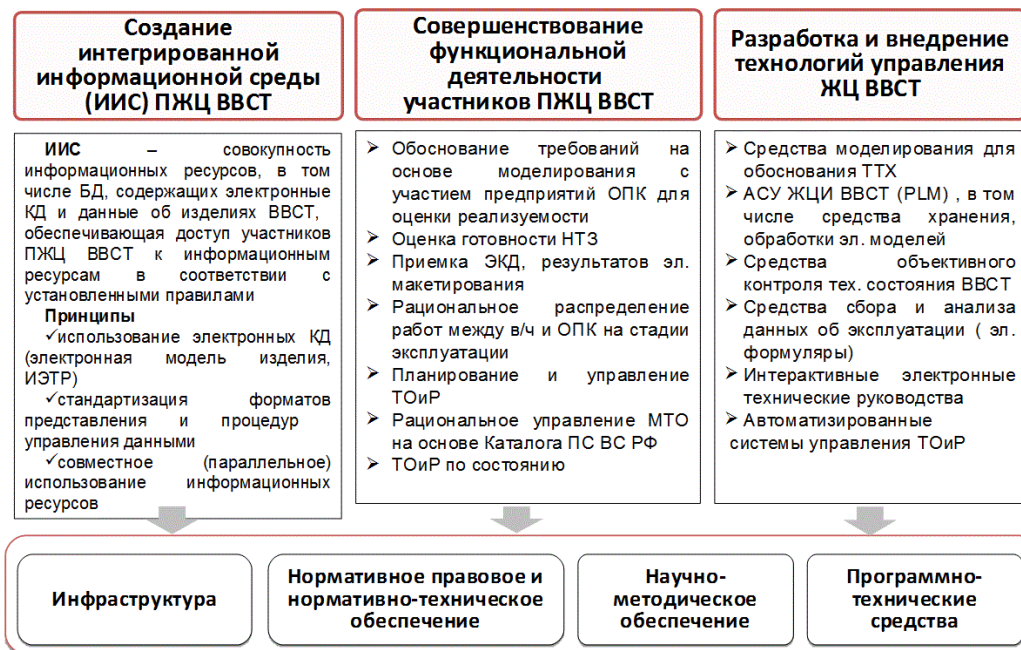 Создание
интегрированной
информационной среды
(ИИС) ПЖЦ ВВСТ
ИИС – совокупность
информационных ресурсов, в том
числе БД, содержащих электронные
КД и данные об изделиях ВВСТ,
обеспечивающая доступ участников
ПЖЦ ВВСТ к информационным
ресурсам в соответствии с
установленными правилами
Принципы
✓использование электронных КД
(электронная модель изделия,
ИЭТР)
✓стандартизация форматов
представления и процедур
управления данными
✓совместное (параллельное)
использование информационных
ресурсов
Совершенствование
функциональной
деятельности
участников ПЖЦ ВВСТ
➢ Обоснование требований на
основе моделирования с
участием предприятий ОПК для
оценки реализуемости
➢ Оценка готовности НТЗ
➢ Приемка ЭКД, результатов эл.
макетирования
➢ Рациональное распределение
работ между в/ч и ОПК на стадии
эксплуатации
➢ Планирование и управление
ТОиР
➢ Рациональное управление МТО
на основе Каталога ПС ВС РФ
➢ ТОиР по состоянию
Разработка и внедрение
технологий управления
ЖЦ ВВСТ
➢ Средства моделирования для
обоснования ТТХ
➢ АСУ ЖЦИ ВВСТ (PLM) , в том
числе средства хранения,
обработки эл. моделей
➢ Средства объективного
контроля тех. состояния ВВСТ
➢ Средства сбора и анализа
данных об эксплуатации ( эл.
формуляры)
➢ Интерактивные электронные
технические руководства
➢ Автоматизированные
системы управления ТОиР
Инфраструктура
Нормативное правовое и
нормативно-техническое
обеспечение
Научно-
методическое
обеспечение
Программно-
технические
средства